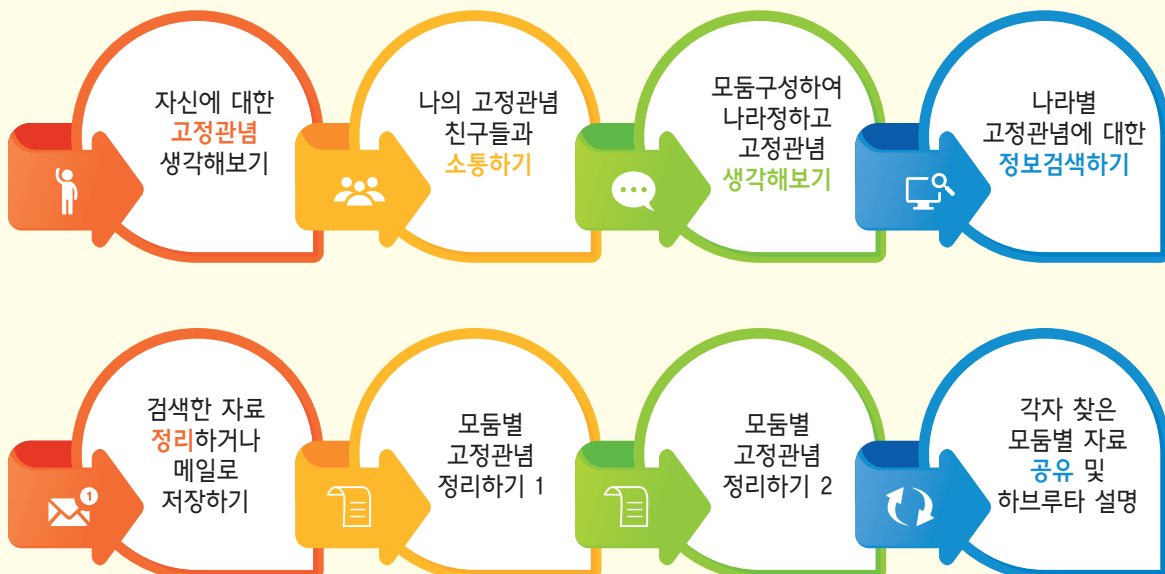 자신에 대한
고정관념
생각해보기
나의 고정관념
친구들과
소통하기
모둠구성하여
나라정하고
고정관념
생각해보기
나라별
고정관념에 대한
정보검색하기
검색한 자료
정리하거나
메일로
저장하기
1
모둠별
고정관념
정리하기 1
모둠별
고정관념
정리하기 2
각자 찾은
모둠별 자료
공유 및
하브루타 설명